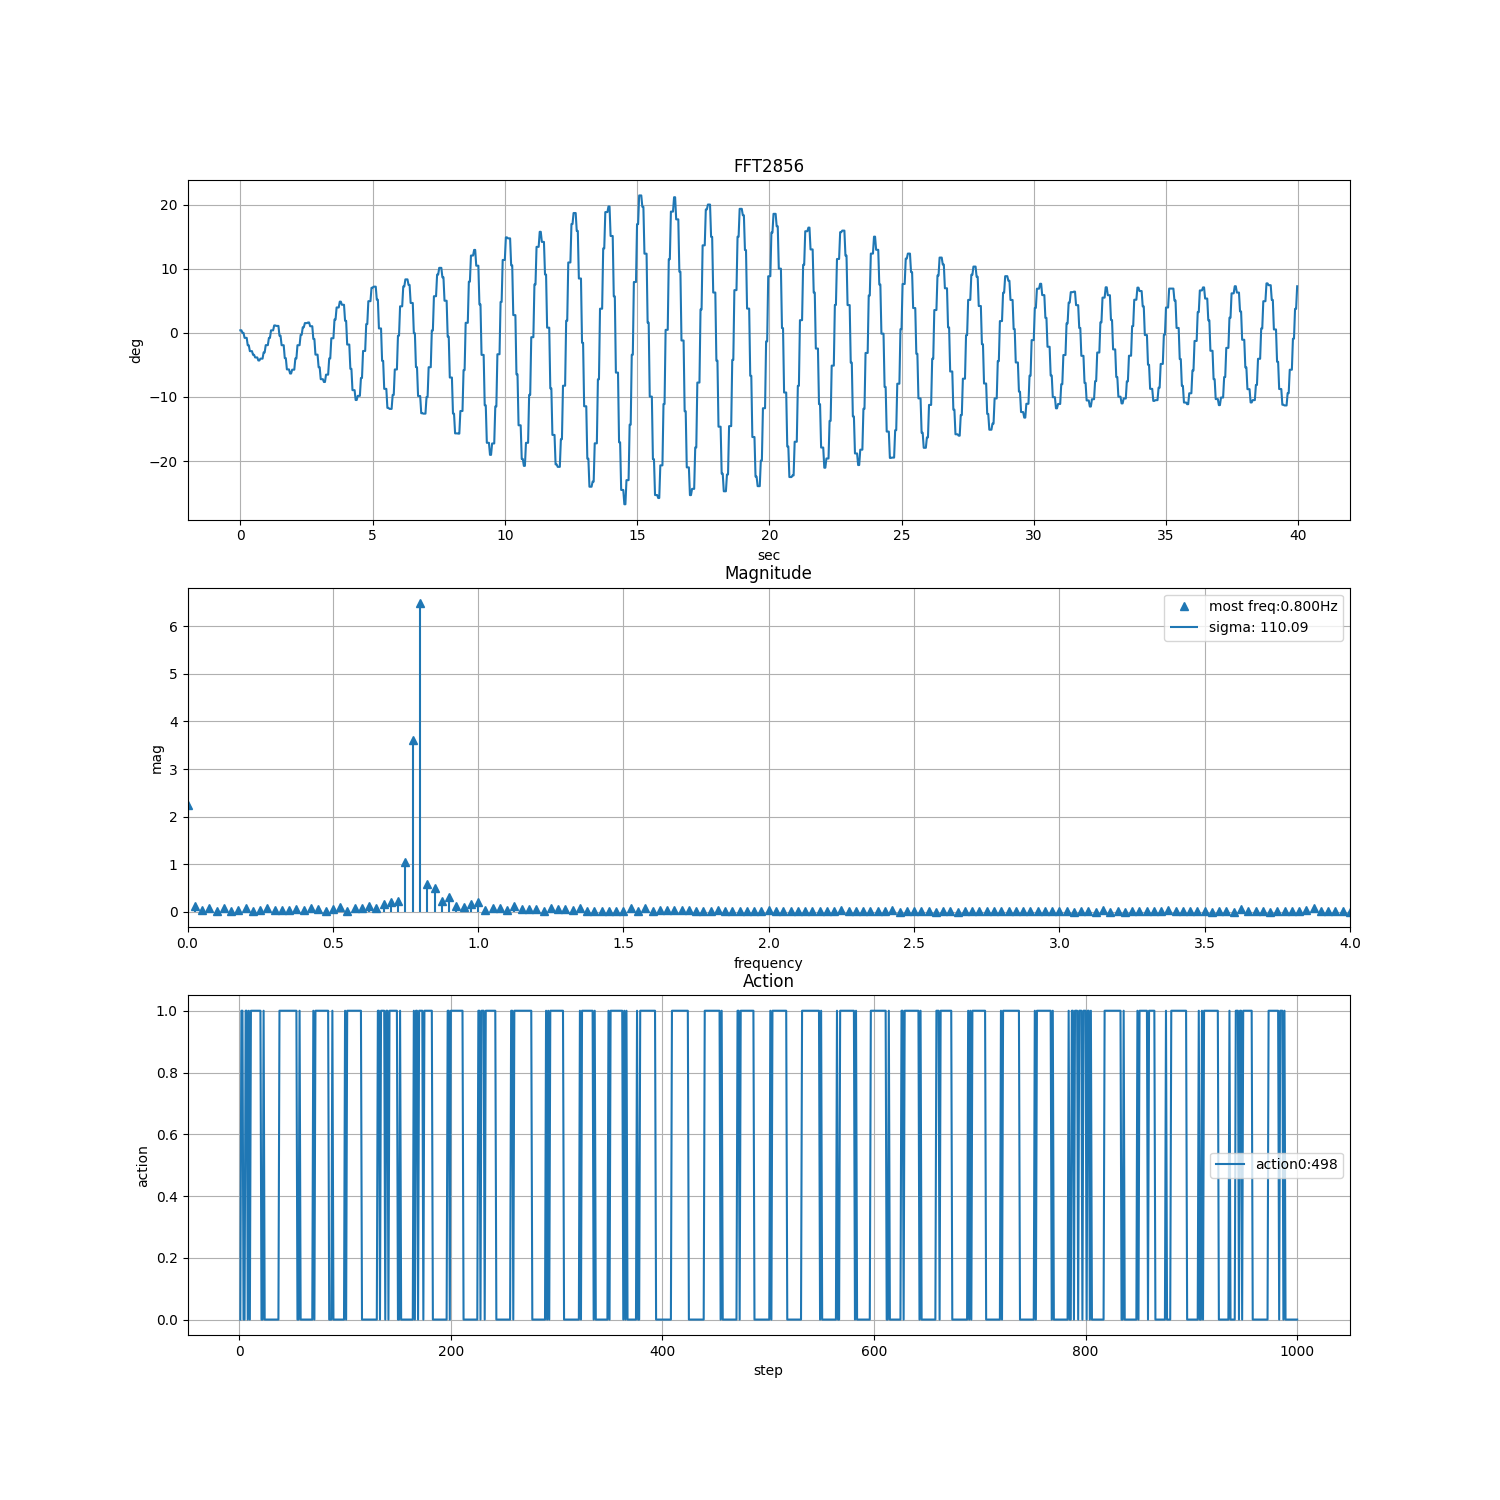 FFT2856
20
10
0
−10
−20
deg
0 5 10 15 20 25 30 35 40
sec
Magnitude
most freq:0.800Hz
sigma: 110.09
6
5
4
3
2
1
0
mag
0.0 0.5 1.0 1.5 2.0 2.5 3.0 3.5 4.0
frequency
Action
1.0
0.8
0.6
0.4
0.2
0.0
action
action0:498
0 200 400 600 800 1000
step